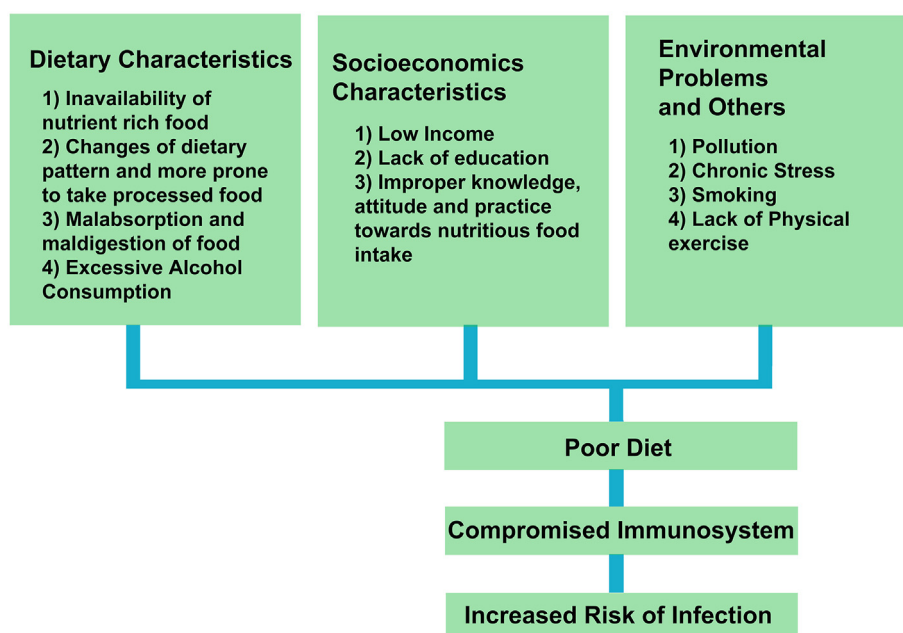 Dietary Characteristics
1) Inavailability of
nutrient rich food
2) Changes of dietary
pattern and more prone
to take processed food
3) Malabsorption and
maldigestion of food
4) Excessive Alcohol
Consumption
Socioeconomics
Characteristics
1) Low Income
2) Lack of education
3) Improper knowledge,
attitude and practice
towards nutritious food
intake
Environmental
Problems
and Others
1) Pollution
2) Chronic Stress
3) Smoking
4) Lack of Physical
exercise
Poor Diet
Compromised Immunosystem
Increased Risk of Infection